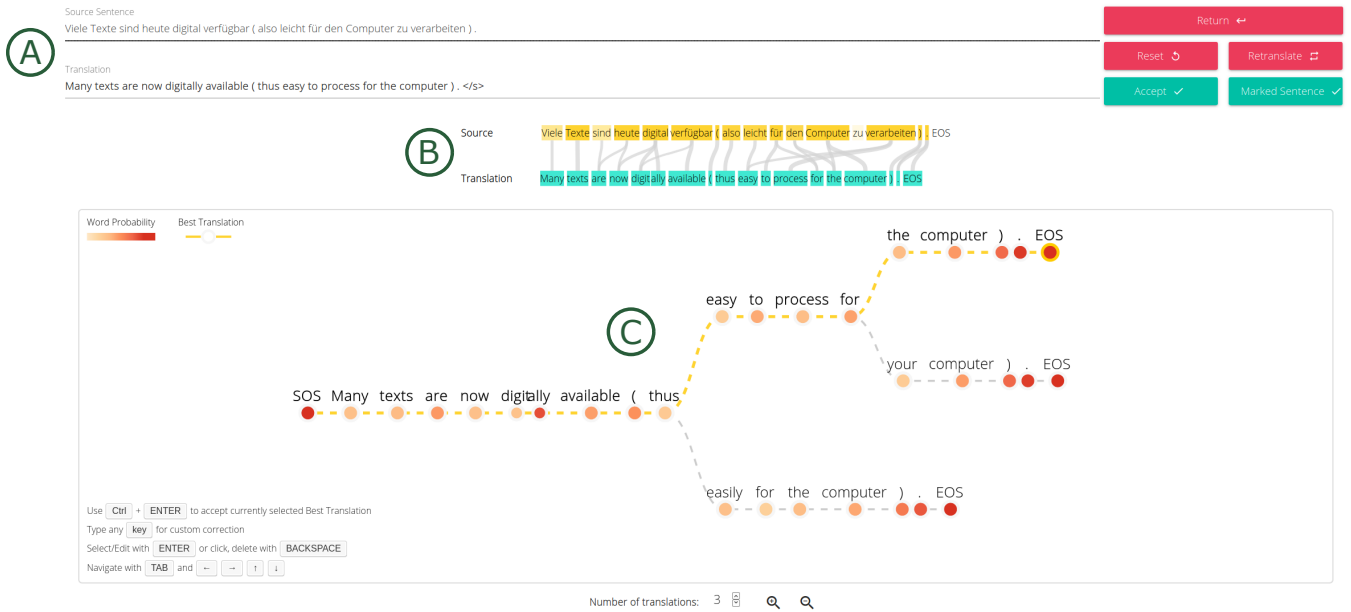 A
Source Sentence
Viele Texte sind heute digital verfügbar ( also leicht für den Computer zu verarbeiten ) .
Translation
Many texts are now digitally available ( thus easy to process for the computer ) . </s>
Return
Reset
Retranslate
Accept
Marked Sentence
B
Source
Viele Texte sind heute digital verfügbar ( also leicht für den Computer zu verarbeiten ) . EOS
Translation
Many texts are now digitally available ( thus easy to process for the computer ) . EOS
Word Probability
Best Translation
C
the computer ) . EOS
easy to process for
your computer ) . EOS
SOS Many texts are now digitally available ( thus
easily for the computer ) . EOS
Use Ctrl + ENTER to accept currently selected Best Translation
Type any key for custom correction
Select/Edit with ENTER or click, delete with BACKSPACE
Navigate with TAB and ← → ↑ ↓
Number of translations: 3